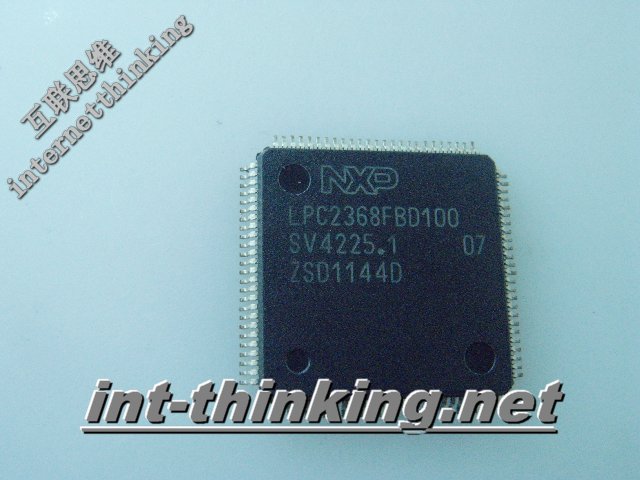 互联思维
internetthinking
NXP
LPC2368FBD100
SV4225.1 07
ZSD1144D
int-thinking.net